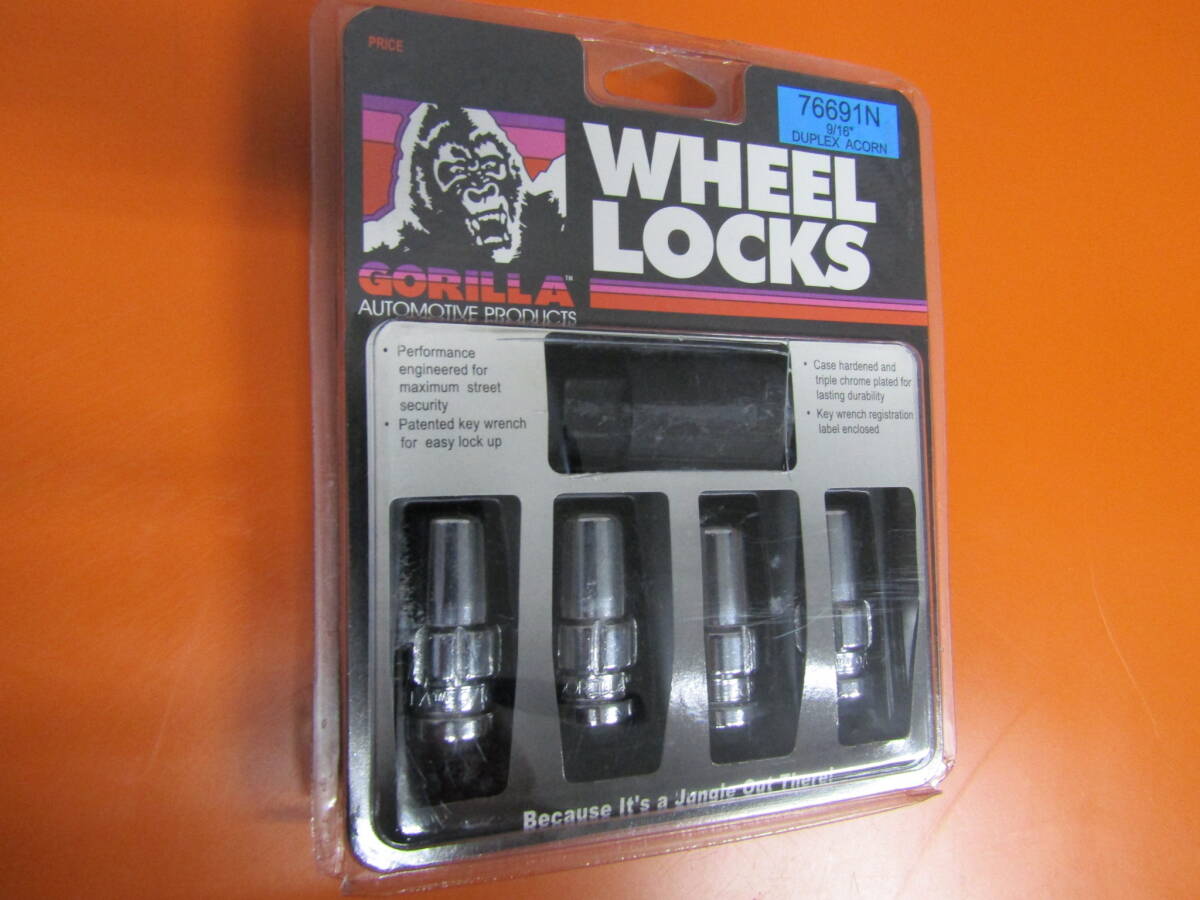 PRICE
76691N
9/16"
DUPLEX ACORN
WHEEL
LOCKS
GORILLA™
AUTOMOTIVE PRODUCTS
• Performance
engineered for
maximum street
security
• Patented key wrench
for easy lock up
• Case hardened and
triple chrome plated for
lasting durability
• Key wrench registration
label enclosed
Because It's a Jungle Out There!